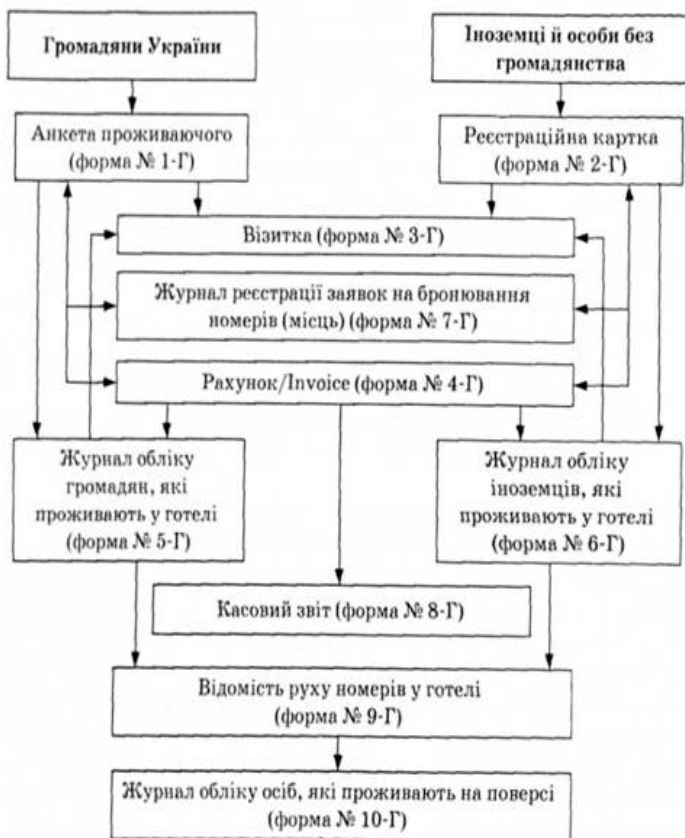 Громадяни України
Іноземці й особи без
громадянства
Анкета проживаючого
(форма № 1-Г)
Реєстраційна картка
(форма № 2-Г)
Візитка (форма № 3-Г)
Журнал реєстрації заявок на бронювання
номерів (місць) (форма № 7-Г)
Рахунок/Invoice (форма № 4-Г)
Журнал обліку
громадян, які
проживають у готелі
(форма № 5-Г)
Журнал обліку
іноземців, які
проживають у готелі
(форма № 6-Г)
Касовий звіт (форма № 8-Г)
Відомість руху номерів у готелі
(форма № 9-Г)
Журнал обліку осіб, які проживають на поверсі
(форма № 10-Г)